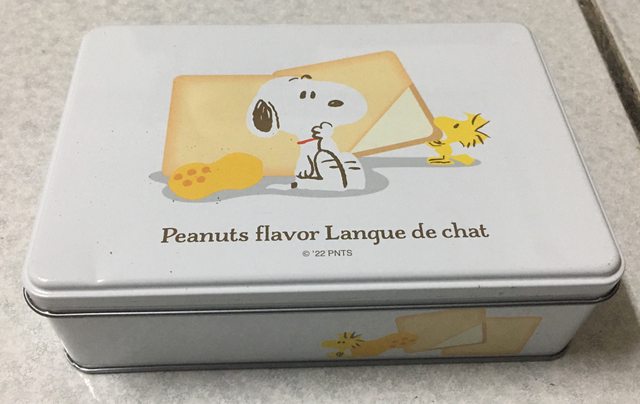 Peanuts flavor Langue de chat
© '22 PNTS